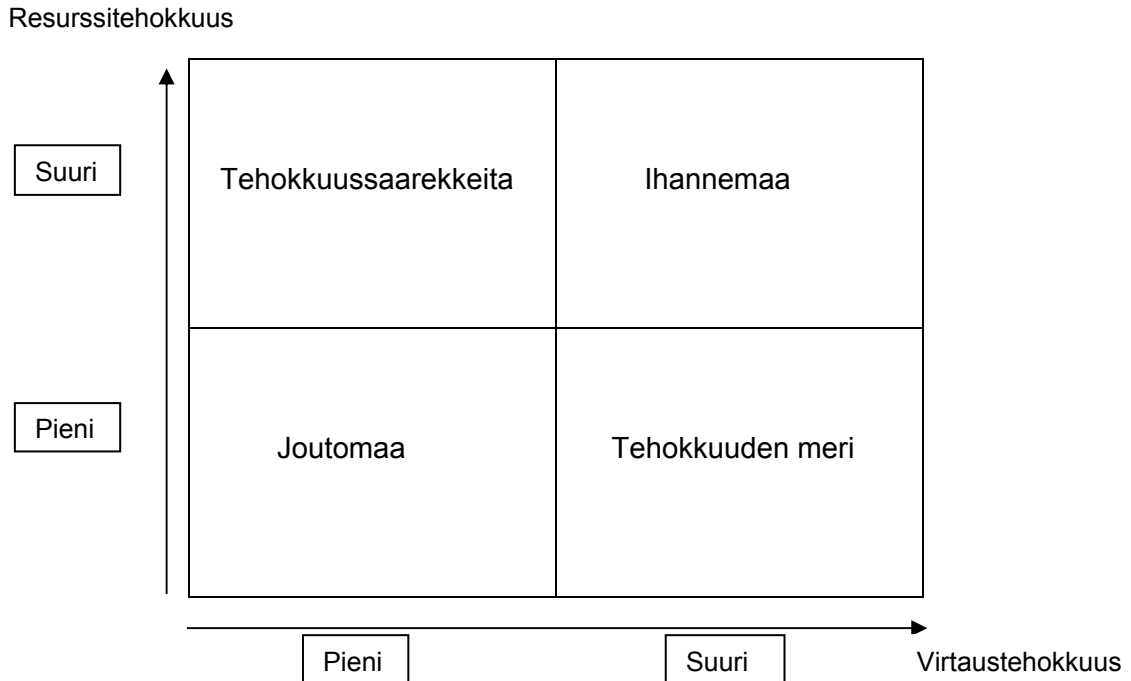 Resurssitehokkuus
Suuri
Tehokkuussaarekkeita
Ihannemaa
Pieni
Joutomaa
Tehokkuuden meri
Pieni
Suuri
Virtaustehokkuus